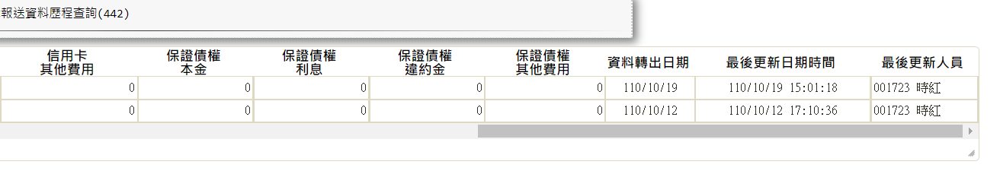 報送資料歷程查詢(442)
信用卡 保證債權 保證債權 保證債權 保證債權 資料轉出日期 最後更新日期時間 最後更新人員
其他費用 本金 利息 違約金 其他費用
0 0 0 0 0 110/10/19 110/10/19 15:01:18 001723 時紅
0 0 0 0 0 110/10/12 110/10/12 17:10:36 001723 時紅